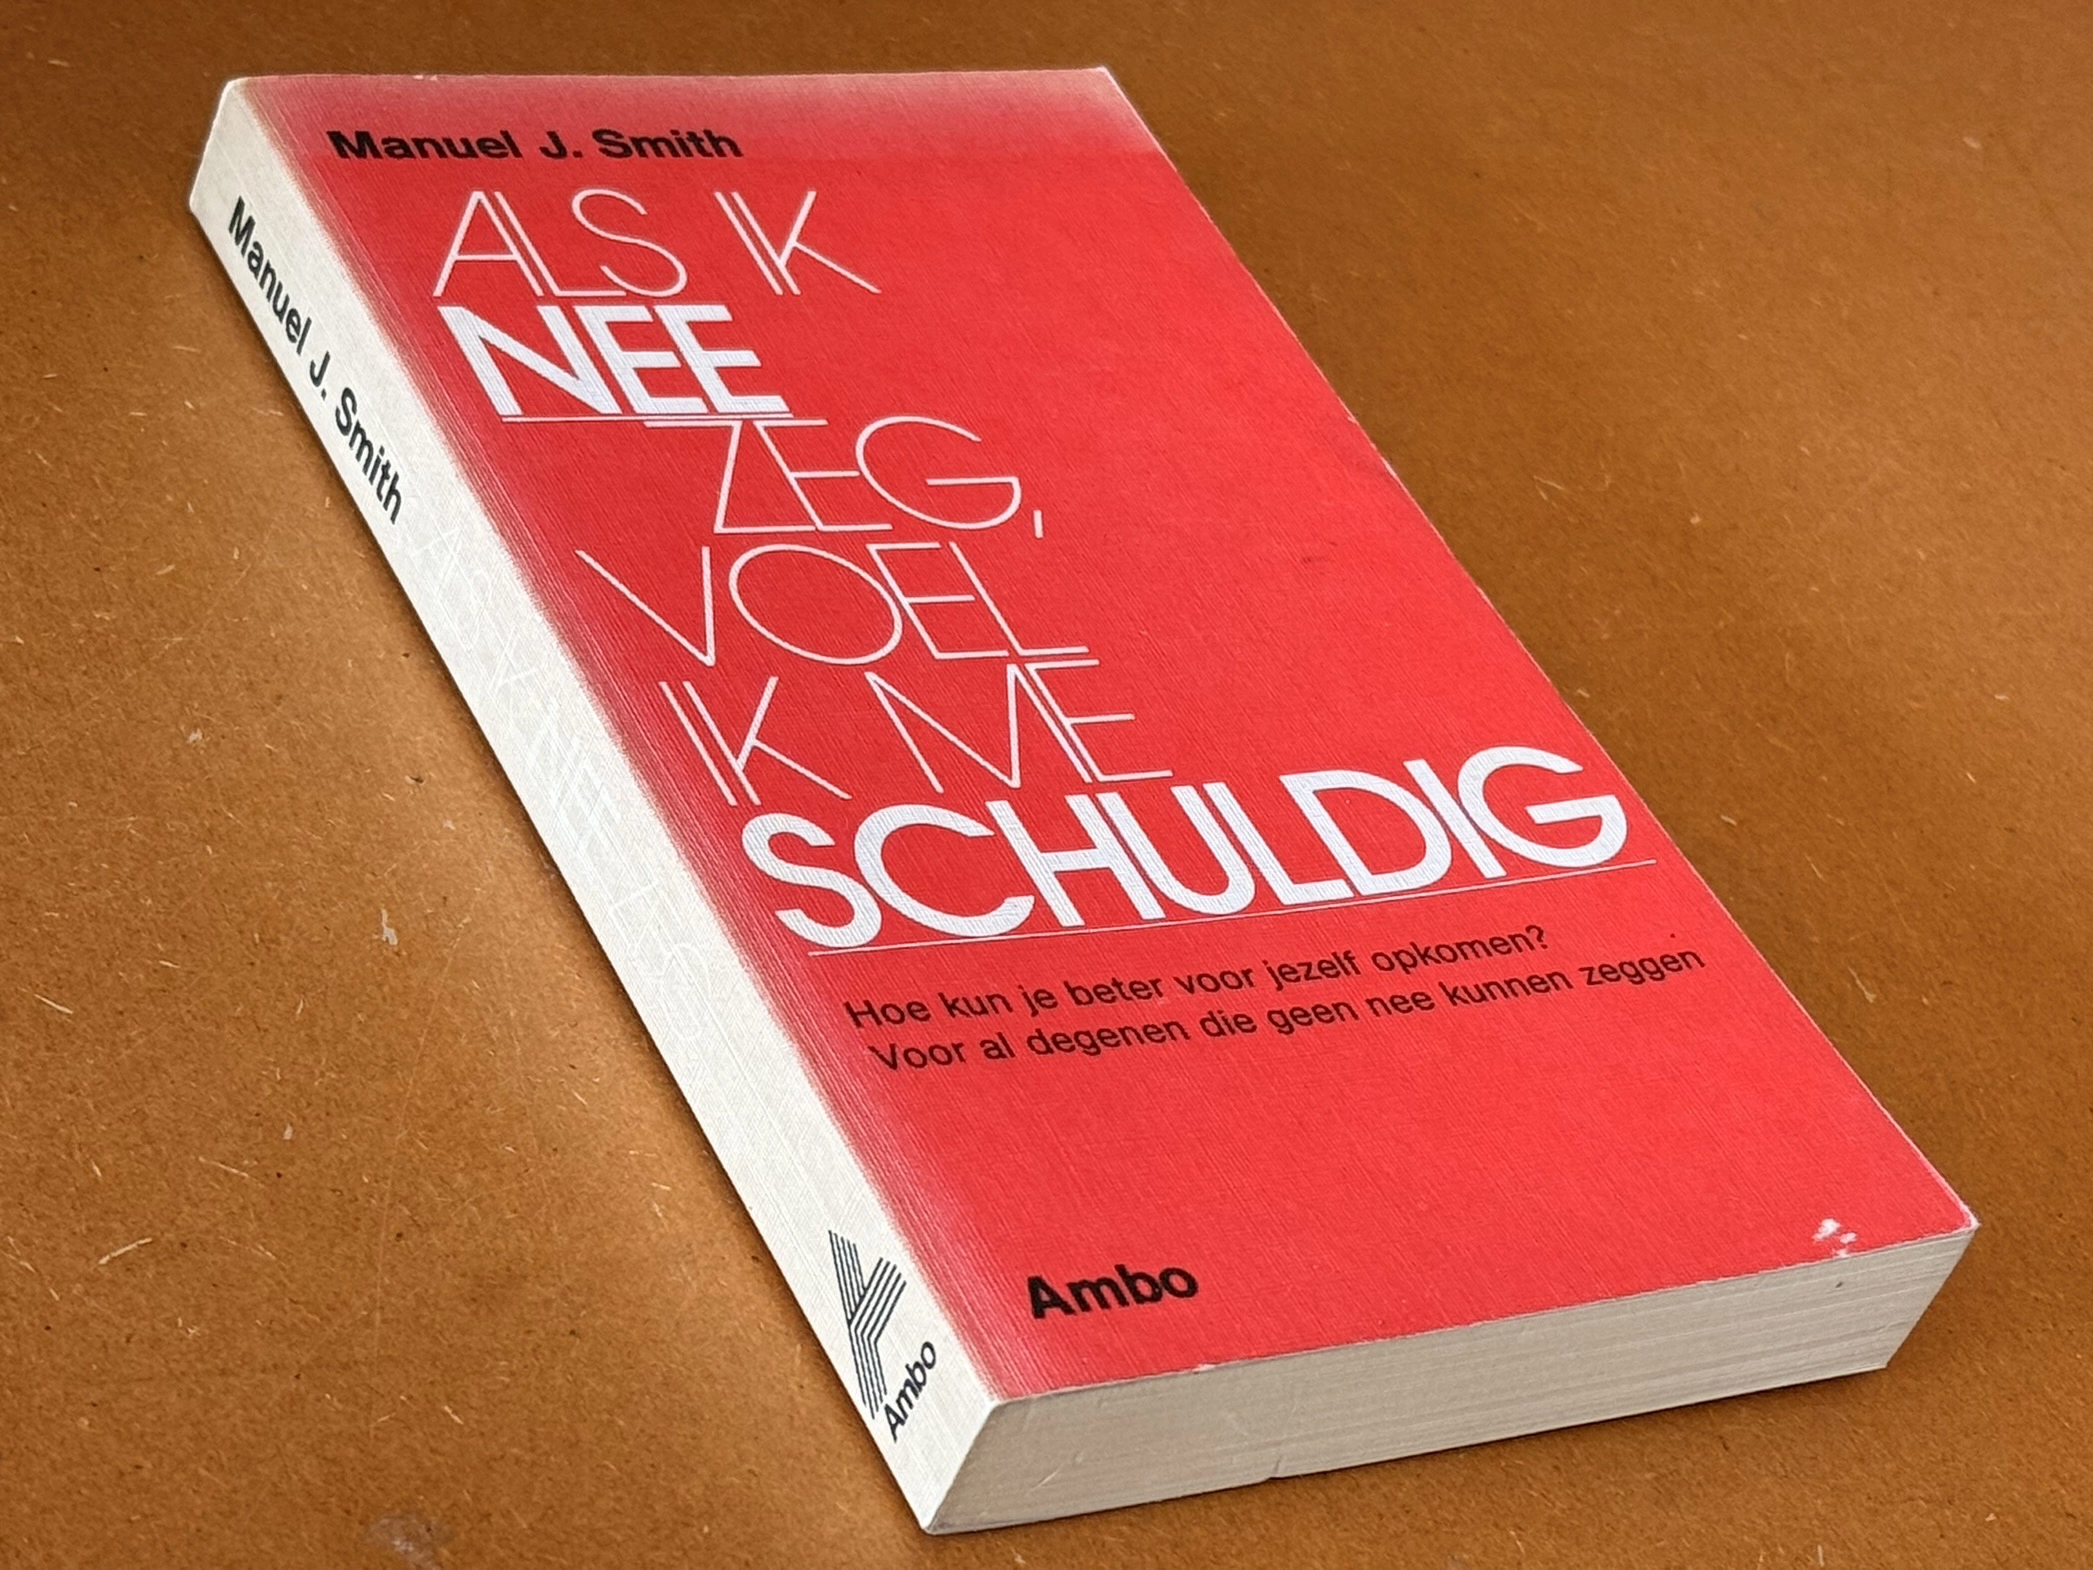 Manuel J. Smith
ALS IK
NEE
ZEG,
VOEL
IK ME
SCHULDIG
Hoe kun je beter voor jezelf opkomen?
Voor al degenen die geen nee kunnen zeggen
Ambo
Manuel J. Smith
Ambo